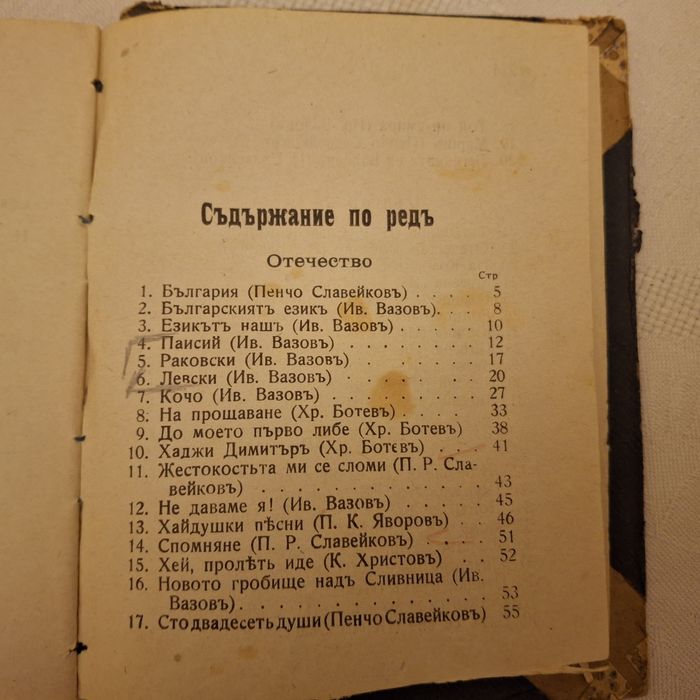 Съдържание по редъ
Отечество
Стр
1. България (Пенчо Славейковъ) . . . . 5
2. Българскиятъ езикъ (Ив. Вазовъ). . . . 8
3. Езикътъ нашъ (Ив. Вазовъ) . . . . . 10
4. Паисий (Ив. Вазовъ) . . . . . . . 12
5. Раковски (Ив. Вазовъ) . . . . . . 17
6. Левски (Ив. Вазовъ) . . . . . . . 20
7. Кочо (Ив. Вазовъ) . . . . . . . . 27
8. На прощаване (Хр. Ботевъ) . . . . 33
9. До моето първо либе (Хр. Ботевъ) 38
10. Хаджи Димитъръ (Хр. Ботевъ) . . . 41
11. Жестокостьта ми се сломи (П. Р. Сла-
вейковъ) . . . . . . . . . . . 43
12. Не даваме я! (Ив. Вазовъ) . . . . . 45
13. Хайдушки пѣсни (П. К. Яворовъ) . . 46
14. Спомняне (П. Р. Славейковъ) . . . . 51
15. Хей, пролѣть иде (К. Христовъ) . . . 52
16. Новото гробище надъ Сливница (Ив.
Вазовъ) . . . . . . . . . . . . 53
17. Сто двадесеть души (Пенчо Славейковъ) 55